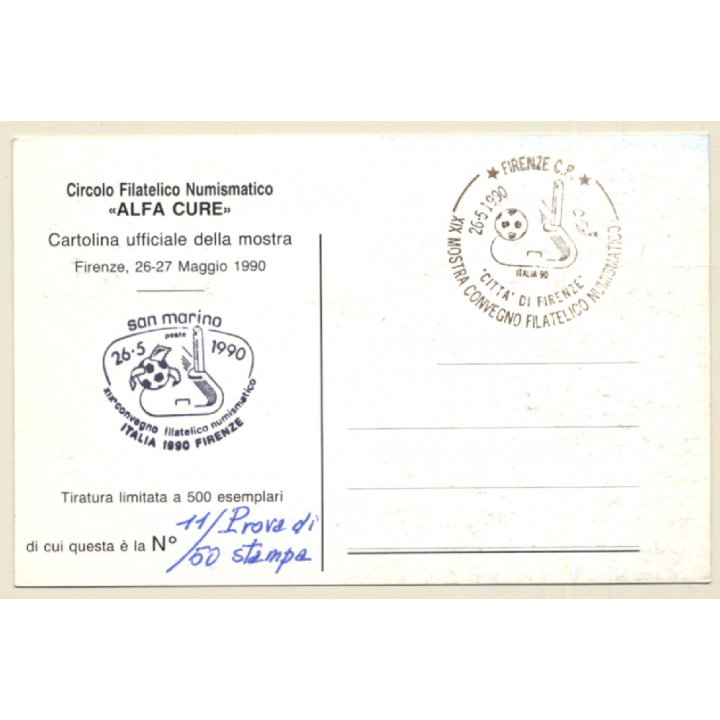 Circolo Filatelico Numismatico
«ALFA CURE»
Cartolina ufficiale della mostra
Firenze, 26-27 Maggio 1990
san marino
poste
26·5 1990
XIX° convegno filatelico numismatico
ITALIA 1990 FIRENZE
Tiratura limitata a 500 esemplari
di cui questa è la N° 11/50 Prova di stampa
★ FIRENZE C.P. ★
26-5 1990
ITALIA 90
"CITTA' DI FIRENZE"
XIX MOSTRA CONVEGNO FILATELICO NUMISMATICO